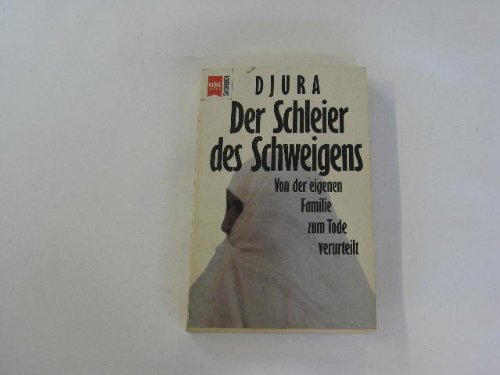 DJURA
Der Schleier
des Schweigens
Von der eigenen
Familie
zum Tode
verurteilt